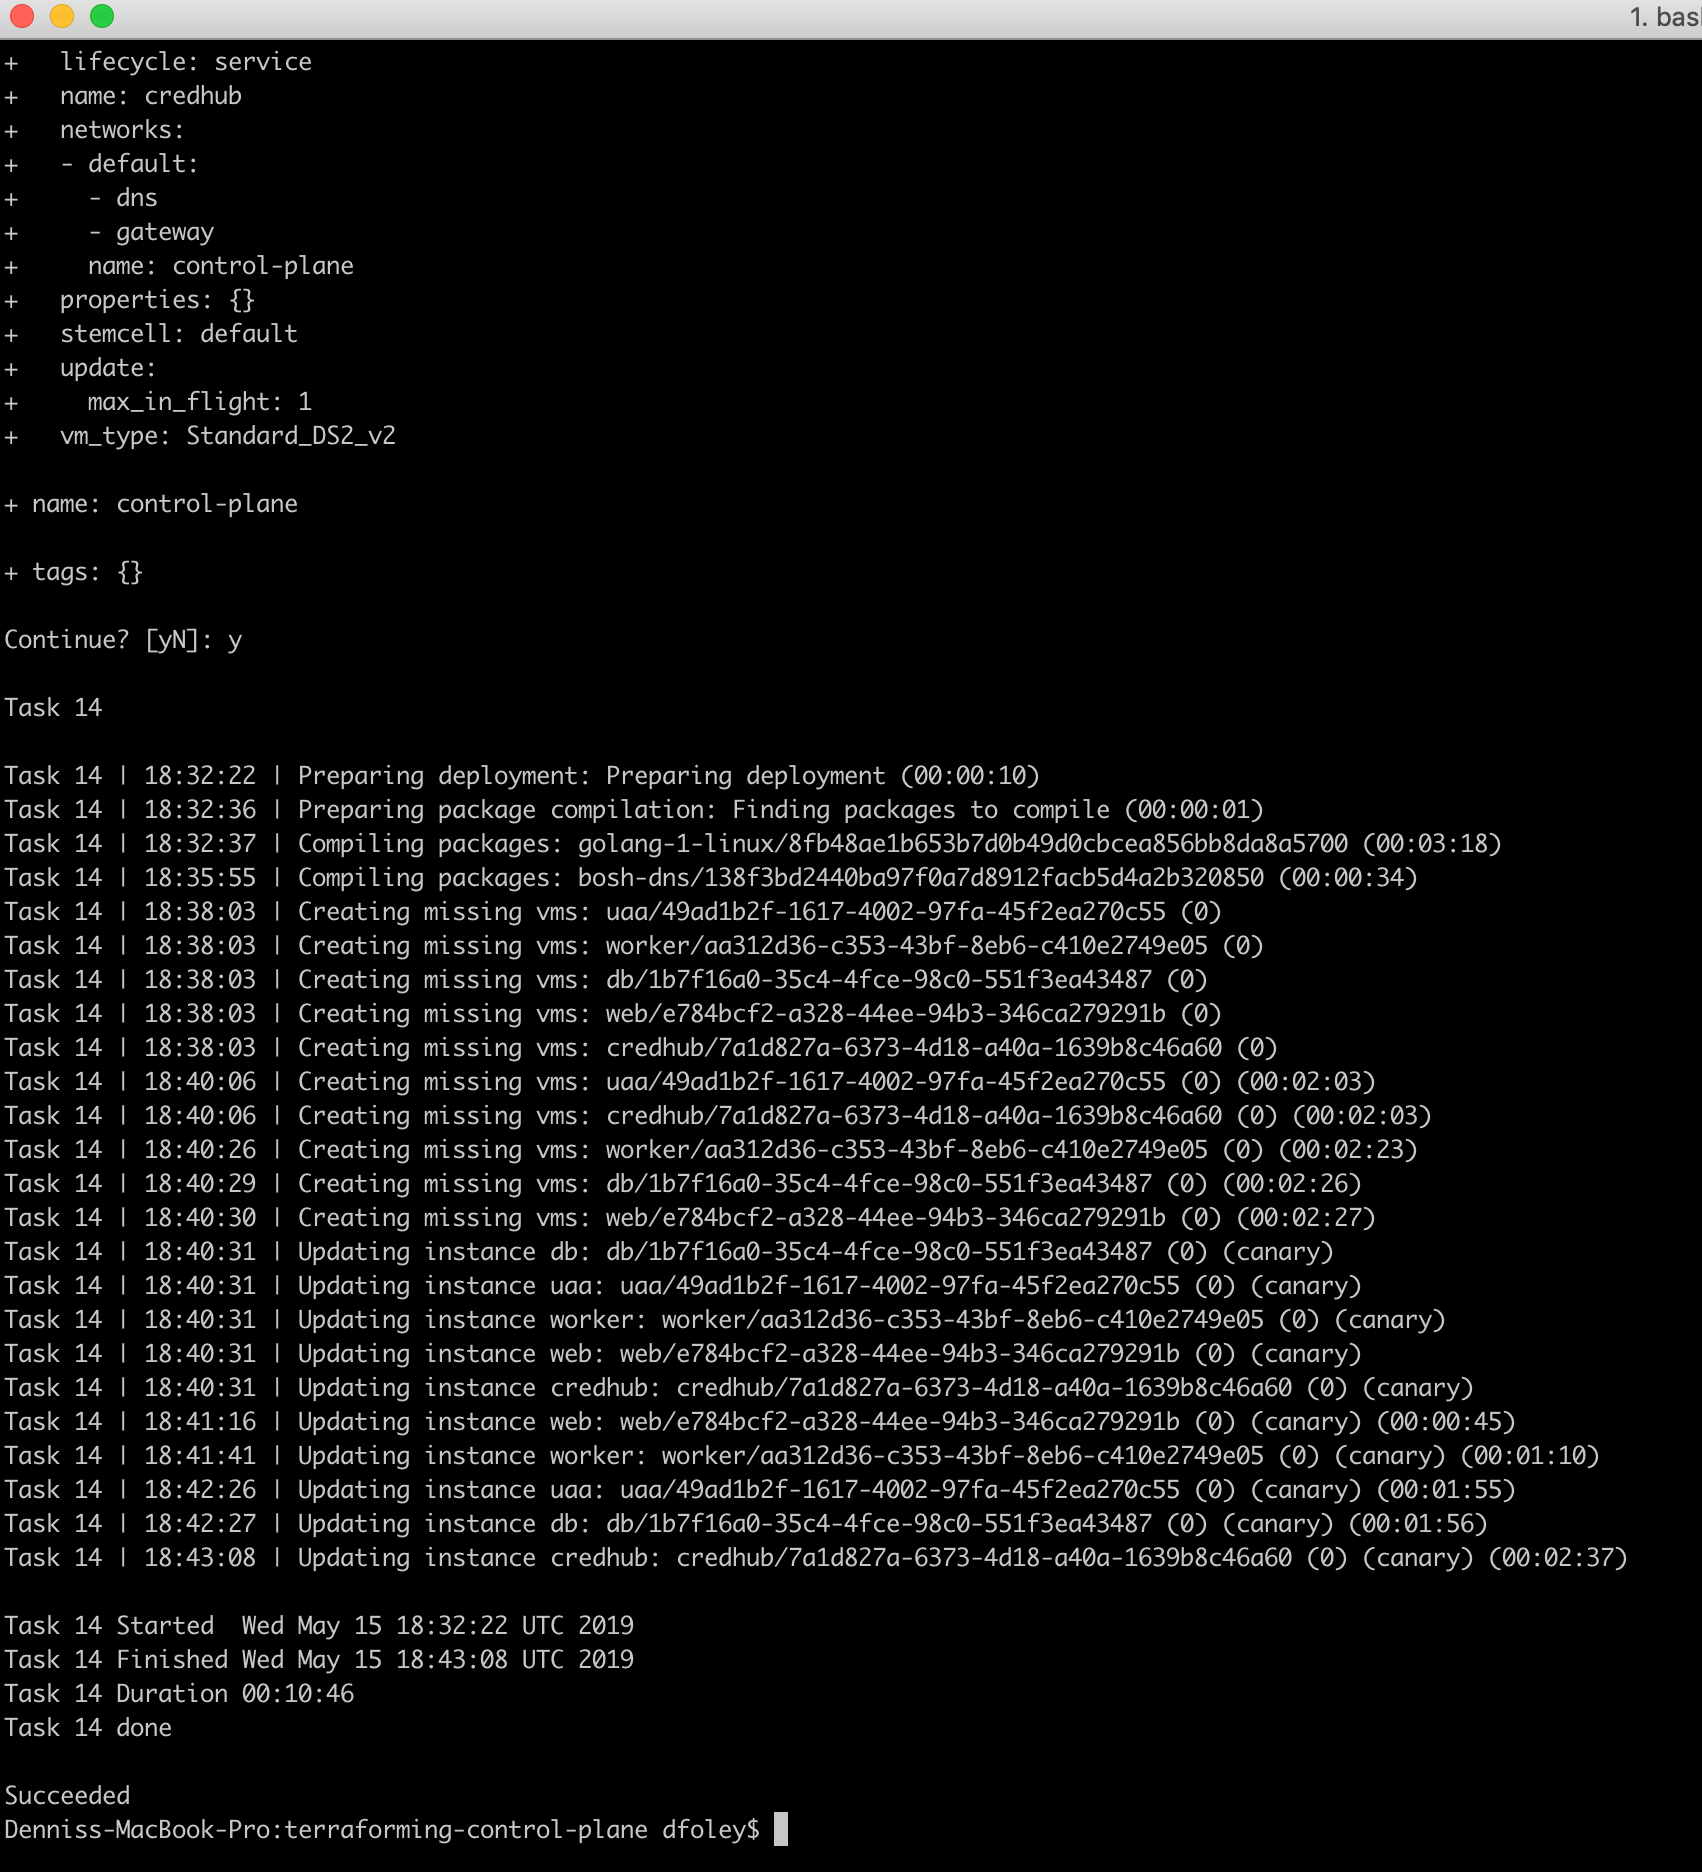 1. bas
+   lifecycle: service
+   name: credhub
+   networks:
+   - default:
+     - dns
+     - gateway
+     name: control-plane
+   properties: {}
+   stemcell: default
+   update:
+     max_in_flight: 1
+   vm_type: Standard_DS2_v2
+ name: control-plane
+ tags: {}
Continue? [yN]: y
Task 14
Task 14 | 18:32:22 | Preparing deployment: Preparing deployment (00:00:10)
Task 14 | 18:32:36 | Preparing package compilation: Finding packages to compile (00:00:01)
Task 14 | 18:32:37 | Compiling packages: golang-1-linux/8fb48ae1b653b7d0b49d0cbcea856bb8da8a5700 (00:03:18)
Task 14 | 18:35:55 | Compiling packages: bosh-dns/138f3bd2440ba97f0a7d8912facb5d4a2b320850 (00:00:34)
Task 14 | 18:38:03 | Creating missing vms: uaa/49ad1b2f-1617-4002-97fa-45f2ea270c55 (0)
Task 14 | 18:38:03 | Creating missing vms: worker/aa312d36-c353-43bf-8eb6-c410e2749e05 (0)
Task 14 | 18:38:03 | Creating missing vms: db/1b7f16a0-35c4-4fce-98c0-551f3ea43487 (0)
Task 14 | 18:38:03 | Creating missing vms: web/e784bcf2-a328-44ee-94b3-346ca279291b (0)
Task 14 | 18:38:03 | Creating missing vms: credhub/7a1d827a-6373-4d18-a40a-1639b8c46a60 (0)
Task 14 | 18:40:06 | Creating missing vms: uaa/49ad1b2f-1617-4002-97fa-45f2ea270c55 (0) (00:02:03)
Task 14 | 18:40:06 | Creating missing vms: credhub/7a1d827a-6373-4d18-a40a-1639b8c46a60 (0) (00:02:03)
Task 14 | 18:40:26 | Creating missing vms: worker/aa312d36-c353-43bf-8eb6-c410e2749e05 (0) (00:02:23)
Task 14 | 18:40:29 | Creating missing vms: db/1b7f16a0-35c4-4fce-98c0-551f3ea43487 (0) (00:02:26)
Task 14 | 18:40:30 | Creating missing vms: web/e784bcf2-a328-44ee-94b3-346ca279291b (0) (00:02:27)
Task 14 | 18:40:31 | Updating instance db: db/1b7f16a0-35c4-4fce-98c0-551f3ea43487 (0) (canary)
Task 14 | 18:40:31 | Updating instance uaa: uaa/49ad1b2f-1617-4002-97fa-45f2ea270c55 (0) (canary)
Task 14 | 18:40:31 | Updating instance worker: worker/aa312d36-c353-43bf-8eb6-c410e2749e05 (0) (canary)
Task 14 | 18:40:31 | Updating instance web: web/e784bcf2-a328-44ee-94b3-346ca279291b (0) (canary)
Task 14 | 18:40:31 | Updating instance credhub: credhub/7a1d827a-6373-4d18-a40a-1639b8c46a60 (0) (canary)
Task 14 | 18:41:16 | Updating instance web: web/e784bcf2-a328-44ee-94b3-346ca279291b (0) (canary) (00:00:45)
Task 14 | 18:41:41 | Updating instance worker: worker/aa312d36-c353-43bf-8eb6-c410e2749e05 (0) (canary) (00:01:10)
Task 14 | 18:42:26 | Updating instance uaa: uaa/49ad1b2f-1617-4002-97fa-45f2ea270c55 (0) (canary) (00:01:55)
Task 14 | 18:42:27 | Updating instance db: db/1b7f16a0-35c4-4fce-98c0-551f3ea43487 (0) (canary) (00:01:56)
Task 14 | 18:43:08 | Updating instance credhub: credhub/7a1d827a-6373-4d18-a40a-1639b8c46a60 (0) (canary) (00:02:37)
Task 14 Started  Wed May 15 18:32:22 UTC 2019
Task 14 Finished Wed May 15 18:43:08 UTC 2019
Task 14 Duration 00:10:46
Task 14 done
Succeeded
Denniss-MacBook-Pro:terraforming-control-plane dfoley$